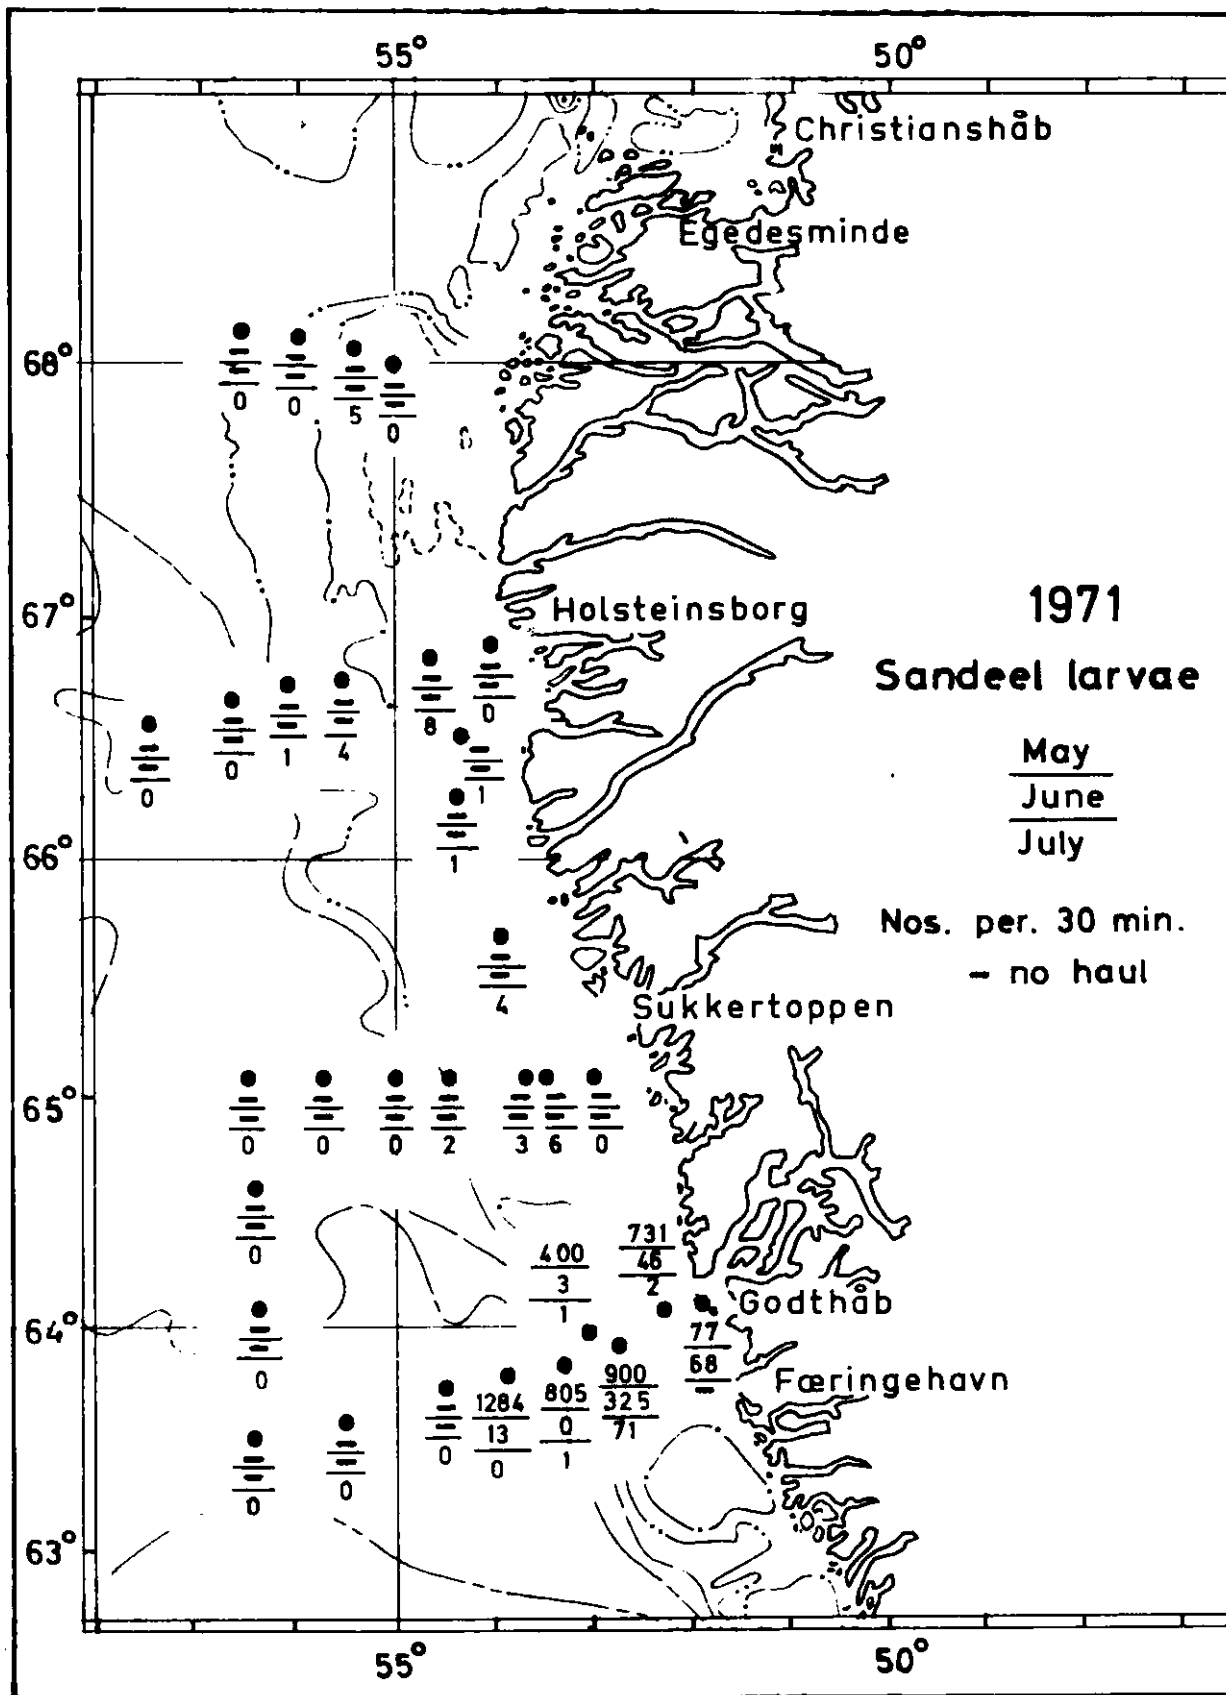 55° 50°
Christianshåb
Egedesminde
68°
– – – –
– – – –
0 0 5 0
67°
Holsteinsborg
1971
Sandeel larvae
May
June
July
Nos. per. 30 min.
– no haul
– – – – – –
– – – – – –
0 0 1 4 8 0
–
–
1
–
–
1
66°
–
–
4
Sukkertoppen
65°
– – – – – – –
– – – – – – –
0 0 0 2 3 6 0
–
–
0
400
3
1
731
46
2
Godthåb
64°
–
–
0
77
68
–
Færingehavn
–
–
0
–
–
0
–
–
0
1284
13
0
805
0
1
900
325
71
63°
55° 50°